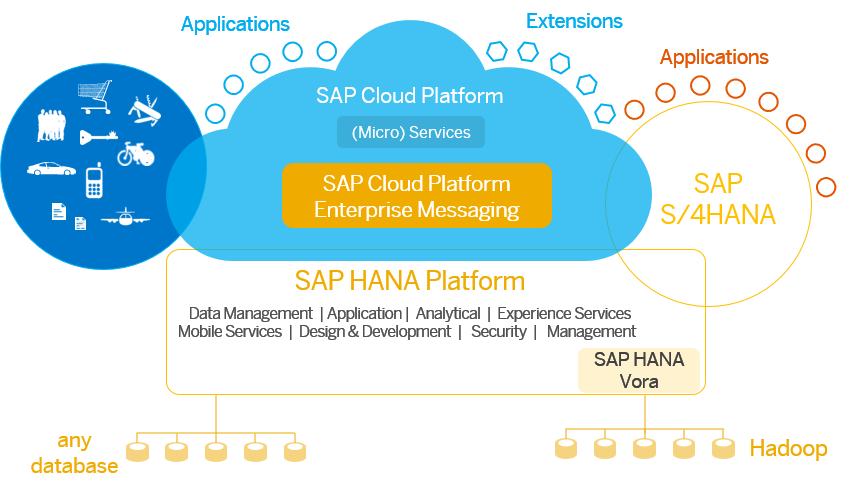 Applications
Extensions
Applications
SAP Cloud Platform
(Micro) Services
SAP Cloud Platform
Enterprise Messaging
SAP
S/4HANA
SAP HANA Platform
Data Management | Application | Analytical | Experience Services
Mobile Services | Design & Development | Security | Management
SAP HANA
Vora
any
database
Hadoop